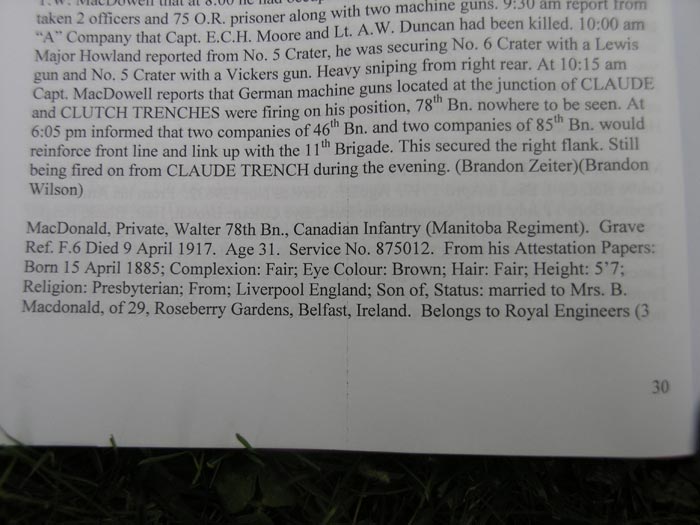 T.W. MacDowell that at 8.00 he had
taken 2 officers and 75 O.R. prisoner along with two machine guns. 9:30 am report from
"A" Company that Capt. E.C.H. Moore and Lt. A.W. Duncan had been killed. 10:00 am
Major Howland reported from No. 5 Crater, he was securing No. 6 Crater with a Lewis
gun and No. 5 Crater with a Vickers gun. Heavy sniping from right rear. At 10:15 am
Capt. MacDowell reports that German machine guns located at the junction of CLAUDE
and CLUTCH TRENCHES were firing on his position, 78th Bn. nowhere to be seen. At
6:05 pm informed that two companies of 46th Bn. and two companies of 85th Bn. would
reinforce front line and link up with the 11th Brigade. This secured the right flank. Still
being fired on from CLAUDE TRENCH during the evening. (Brandon Zeiter)(Brandon
Wilson)
MacDonald, Private, Walter 78th Bn., Canadian Infantry (Manitoba Regiment). Grave
Ref. F.6 Died 9 April 1917. Age 31. Service No. 875012. From his Attestation Papers:
Born 15 April 1885; Complexion: Fair; Eye Colour: Brown; Hair: Fair; Height: 5'7;
Religion: Presbyterian; From; Liverpool England; Son of, Status: married to Mrs. B.
Macdonald, of 29, Roseberry Gardens, Belfast, Ireland. Belongs to Royal Engineers (3
30